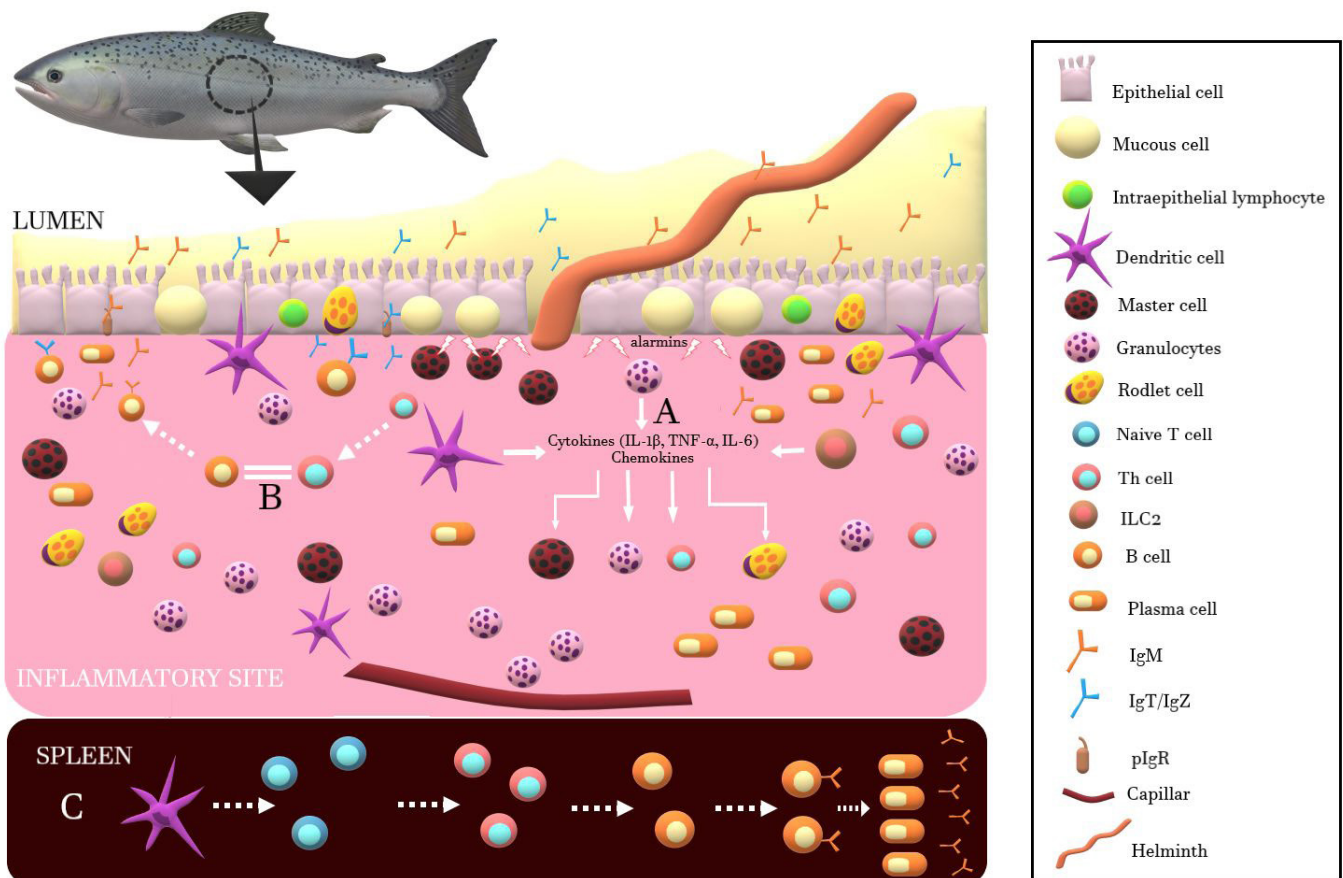 LUMEN
alarmins
A
Cytokines (IL-1β, TNF-α, IL-6)
Chemokines
B
INFLAMMATORY SITE
SPLEEN
C
Epithelial cell
Mucous cell
Intraepithelial lymphocyte
Dendritic cell
Master cell
Granulocytes
Rodlet cell
Naive T cell
Th cell
ILC2
B cell
Plasma cell
IgM
IgT/IgZ
pIgR
Capillar
Helminth